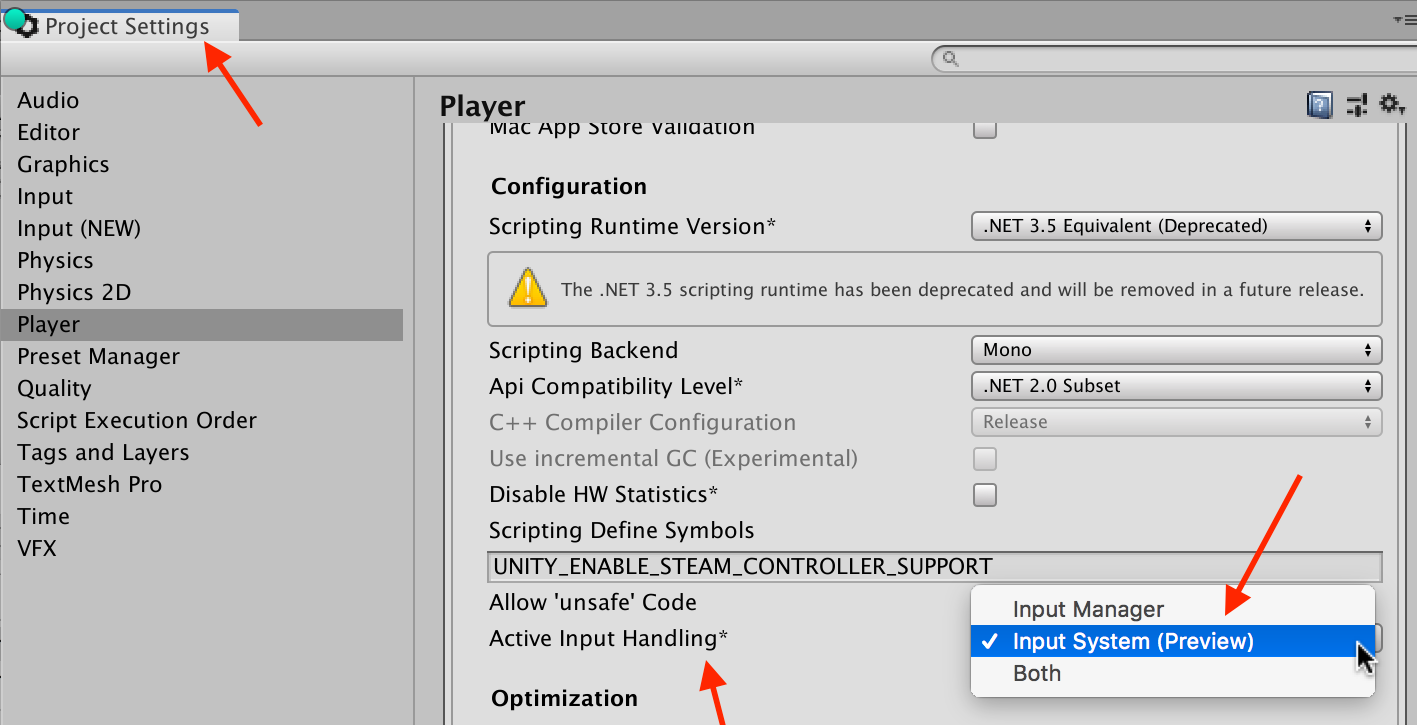 Project Settings
Audio
Editor
Graphics
Input
Input (NEW)
Physics
Physics 2D
Player
Preset Manager
Quality
Script Execution Order
Tags and Layers
TextMesh Pro
Time
VFX
Player
Mac App Store Validation
Configuration
Scripting Runtime Version* .NET 3.5 Equivalent (Deprecated)
The .NET 3.5 scripting runtime has been deprecated and will be removed in a future release.
Scripting Backend Mono
Api Compatibility Level* .NET 2.0 Subset
C++ Compiler Configuration Release
Use incremental GC (Experimental)
Disable HW Statistics*
Scripting Define Symbols
UNITY_ENABLE_STEAM_CONTROLLER_SUPPORT
Allow 'unsafe' Code
Input Manager
Active Input Handling* Input System (Preview)
Both
Optimization